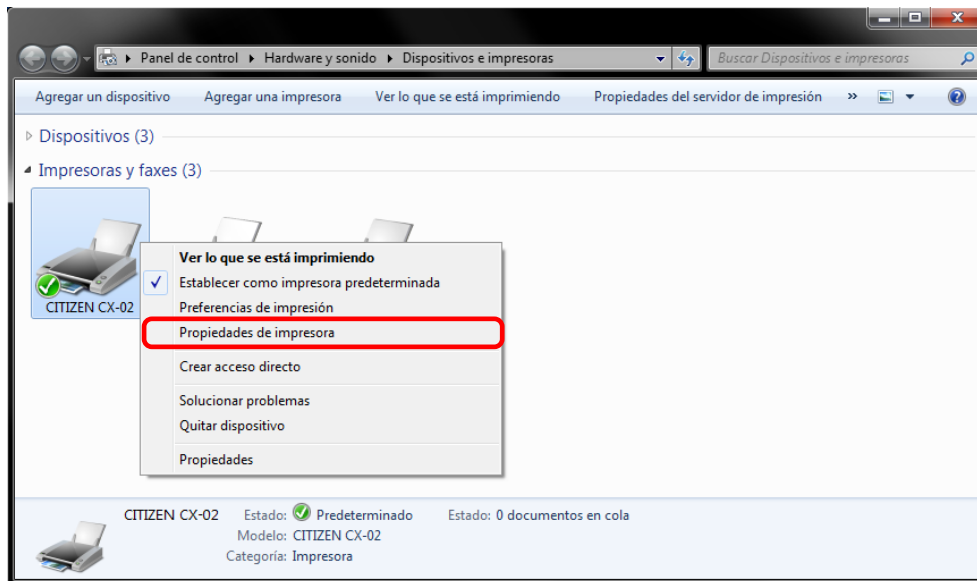 Panel de control Hardware y sonido Dispositivos e impresoras Buscar Dispositivos e impresoras
Agregar un dispositivo Agregar una impresora Ver lo que se está imprimiendo Propiedades del servidor de impresión »
Dispositivos (3)
Impresoras y faxes (3)
CITIZEN CX-02
Ver lo que se está imprimiendo
Establecer como impresora predeterminada
Preferencias de impresión
Propiedades de impresora
Crear acceso directo
Solucionar problemas
Quitar dispositivo
Propiedades
CITIZEN CX-02 Estado: Predeterminado Estado: 0 documentos en cola
Modelo: CITIZEN CX-02
Categoría: Impresora